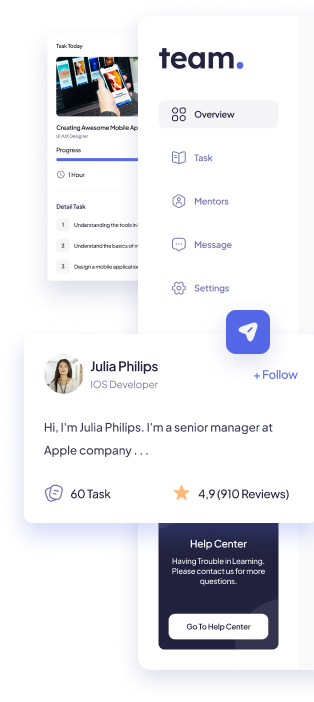 Task Today
Creating Awesome Mobile Ap
UI/UX Designer
Progress
1 Hour
Detail Task
1 Understanding the tools in
2 Understand the basics of m
3 Design a mobile application
team.
Overview
Task
Mentors
Message
Settings
Julia Philips
IOS Developer
+ Follow
Hi, I'm Julia Philips. I'm a senior manager at
Apple company . . .
60 Task
4,9 (910 Reviews)
Help Center
Having Trouble in Learning.
Please contact us for more
questions.
Go To Help Center